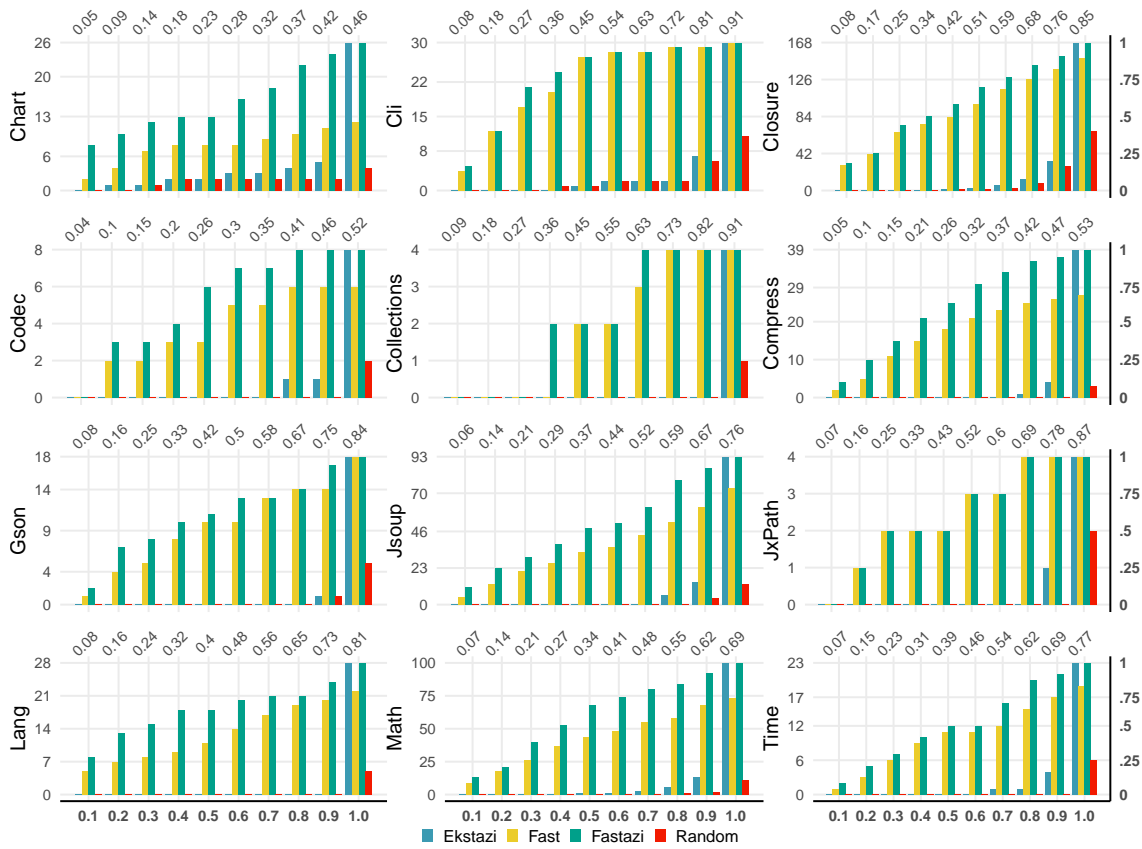 0.05 0.09 0.14 0.18 0.23 0.28 0.32 0.37 0.42 0.46
Chart
26
20
13
6
0
0.08 0.18 0.27 0.36 0.45 0.54 0.63 0.72 0.81 0.91
Cli
30
22
15
8
0
0.08 0.17 0.25 0.34 0.42 0.51 0.59 0.68 0.76 0.85
Closure
168
126
84
42
0
1
.75
.5
.25
0
0.04 0.1 0.15 0.2 0.26 0.3 0.35 0.41 0.46 0.52
Codec
8
6
4
2
0
0.09 0.18 0.27 0.36 0.45 0.55 0.63 0.73 0.82 0.91
Collections
4
3
2
1
0
0.05 0.1 0.15 0.21 0.26 0.32 0.37 0.42 0.47 0.53
Compress
39
29
20
10
0
1
.75
.5
.25
0
0.08 0.16 0.25 0.33 0.42 0.5 0.58 0.67 0.75 0.84
Gson
18
14
9
4
0
0.06 0.14 0.21 0.29 0.37 0.44 0.52 0.59 0.67 0.76
Jsoup
93
70
46
23
0
0.07 0.16 0.25 0.33 0.43 0.52 0.6 0.69 0.78 0.87
JxPath
4
3
2
1
0
1
.75
.5
.25
0
0.08 0.16 0.24 0.32 0.4 0.48 0.56 0.65 0.73 0.81
Lang
28
21
14
7
0
0.1 0.2 0.3 0.4 0.5 0.6 0.7 0.8 0.9 1.0
0.07 0.14 0.21 0.27 0.34 0.41 0.48 0.55 0.62 0.69
Math
100
75
50
25
0
0.1 0.2 0.3 0.4 0.5 0.6 0.7 0.8 0.9 1.0
0.07 0.15 0.23 0.31 0.39 0.46 0.54 0.62 0.69 0.77
Time
23
17
12
6
0
1
.75
.5
.25
0
0.1 0.2 0.3 0.4 0.5 0.6 0.7 0.8 0.9 1.0
Ekstazi Fast Fastazi Random